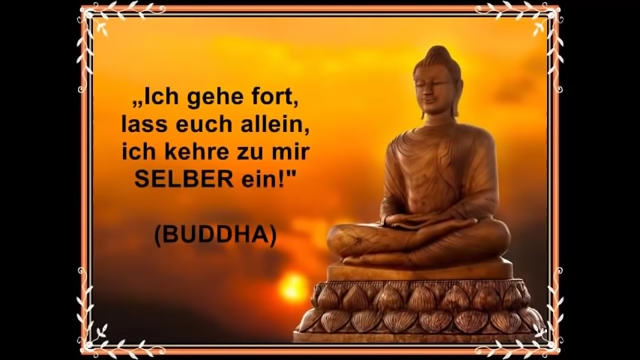 „Ich gehe fort,
lass euch allein,
ich kehre zu mir
SELBER ein!"
(BUDDHA)